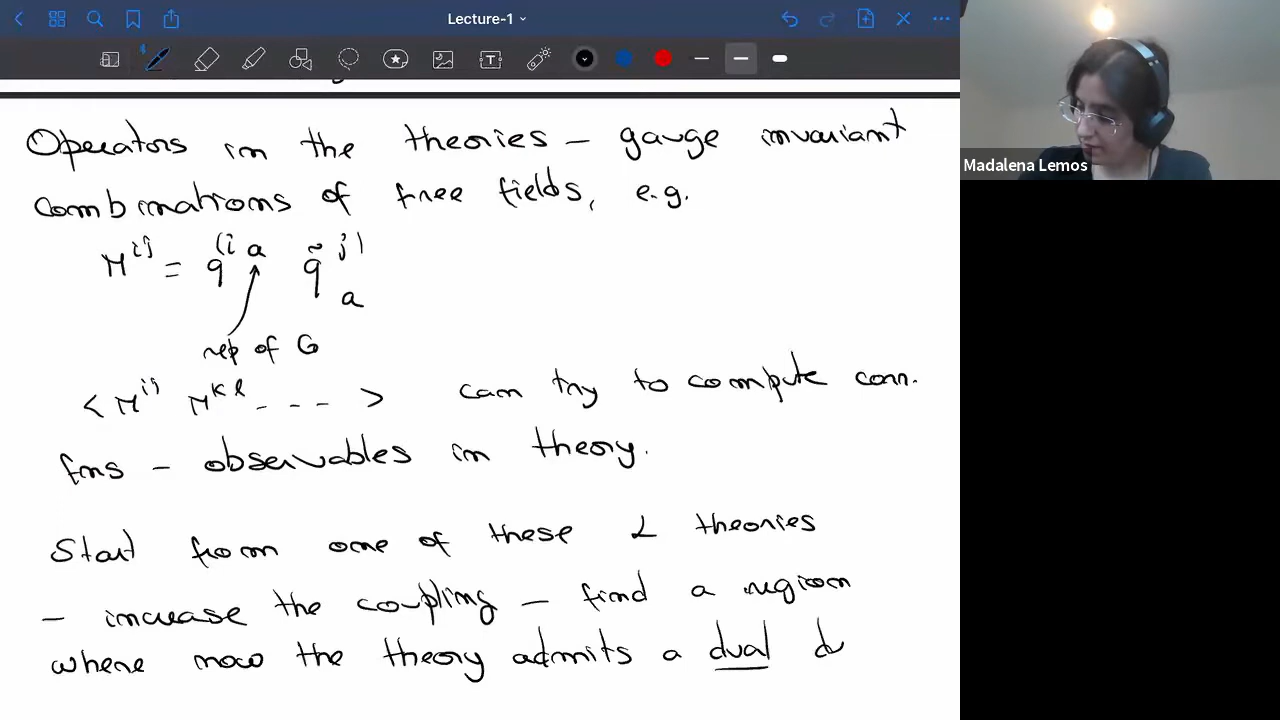 Lecture-1
Madalena Lemos
Operators in the theories – gauge invariant
combinations of free fields, e.g.
M^{ij} = q^{(i a} q̃^{j)}_a
rep of G
< M^{ij} M^{kl} - - - > can try to compute corr.
fns – observables in theory.
Start from one of these L theories
– increase the coupling – find a region
where now the theory admits a dual d